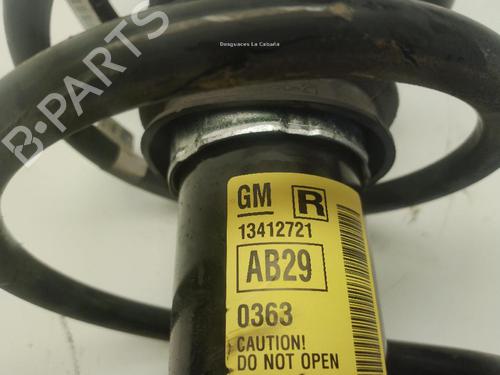 Desguaces La Cabaña
B-PARTS
GM R
13412721
AB29
0363
CAUTION!
DO NOT OPEN